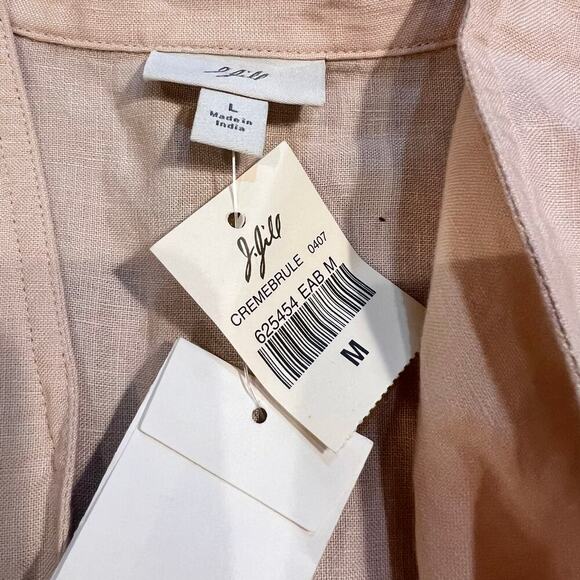 J.Jill
L
Made in
India
J.Jill
CREMEBRULE 0407
625454 EAB M
M